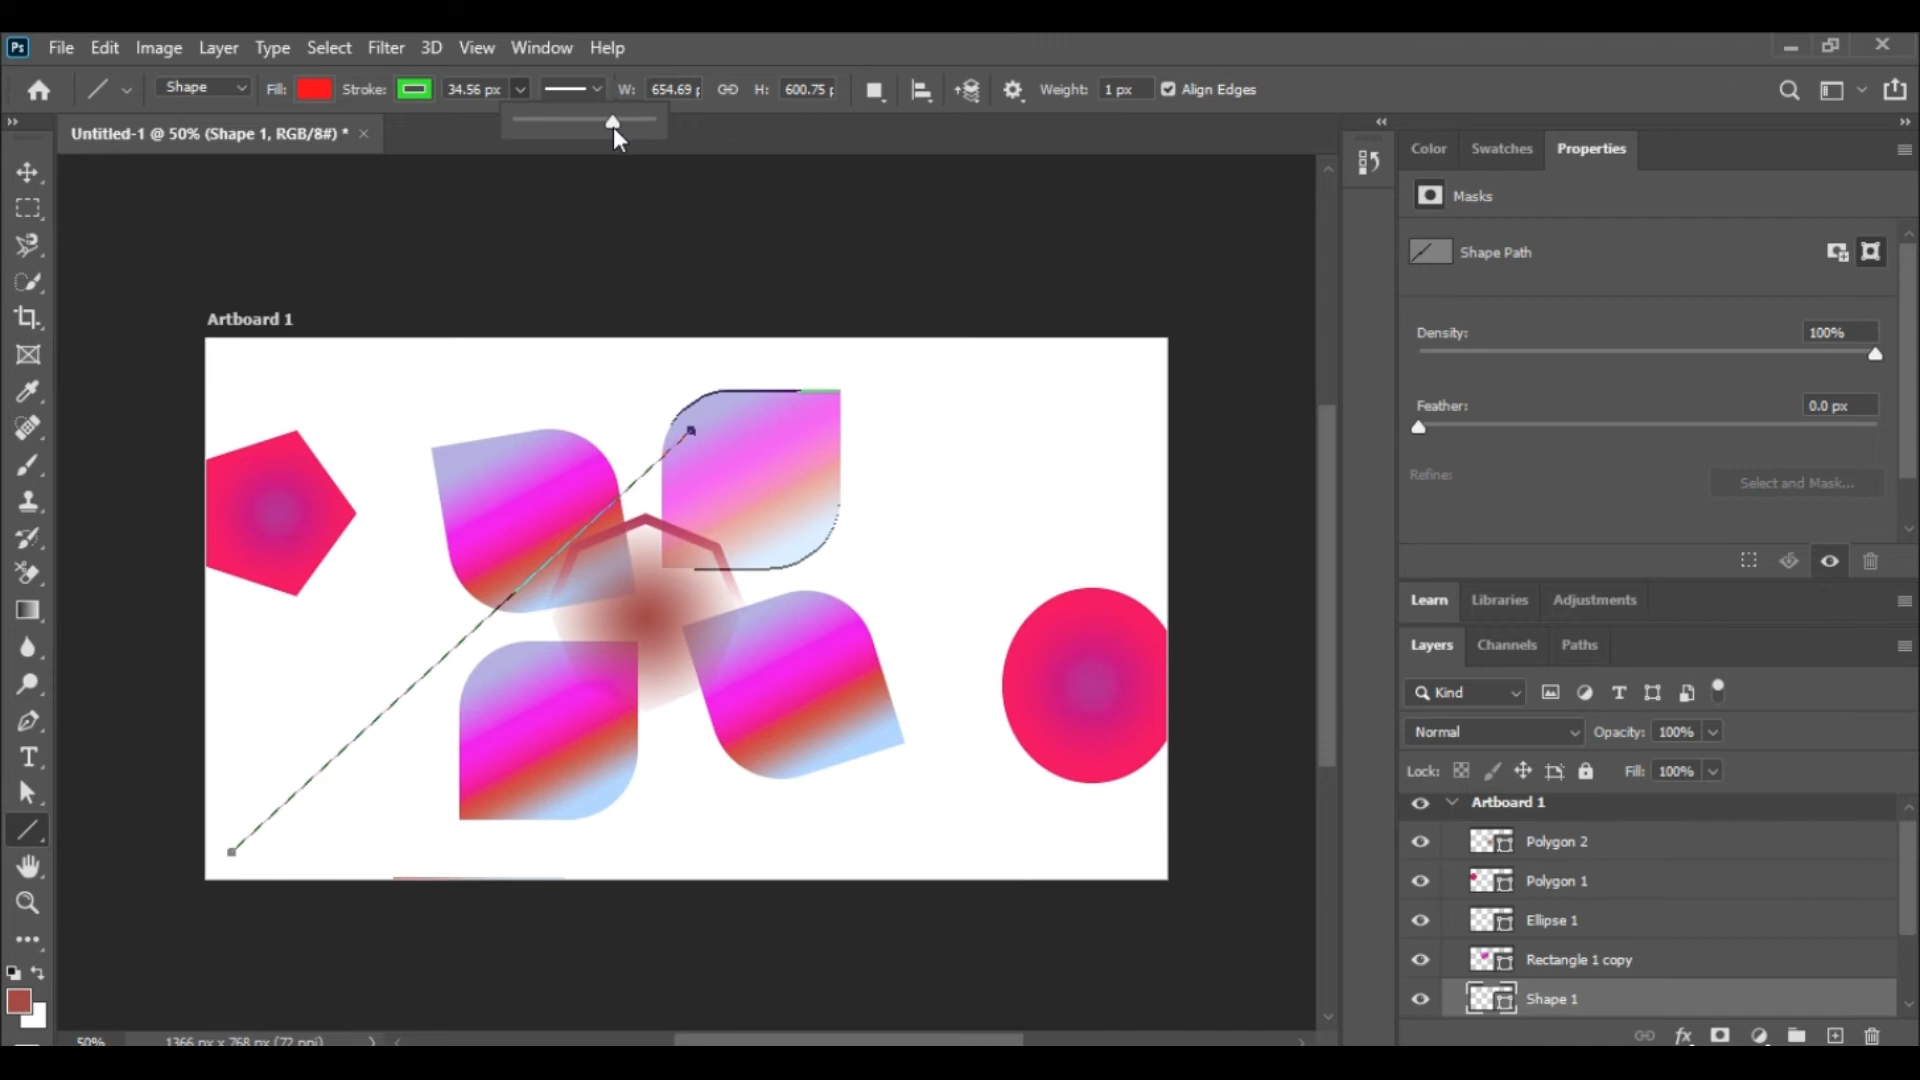 Ps File Edit Image Layer Type Select Filter 3D View Window Help
Shape Fill: Stroke: 34.56 px W: 654.69 H: 600.75 Weight: 1 px Align Edges
Untitled-1 @ 50% (Shape 1, RGB/8#) *
Color Swatches Properties
Masks
Shape Path
Density: 100%
Artboard 1
Feather: 0.0 px
Refine: Select and Mask...
Learn Libraries Adjustments
Layers Channels Paths
Kind
Normal Opacity: 100%
Lock: Fill: 100%
Artboard 1
Polygon 2
Polygon 1
Ellipse 1
Rectangle 1 copy
Shape 1
fx
50% 1366 px x 768 px (72 ppi)